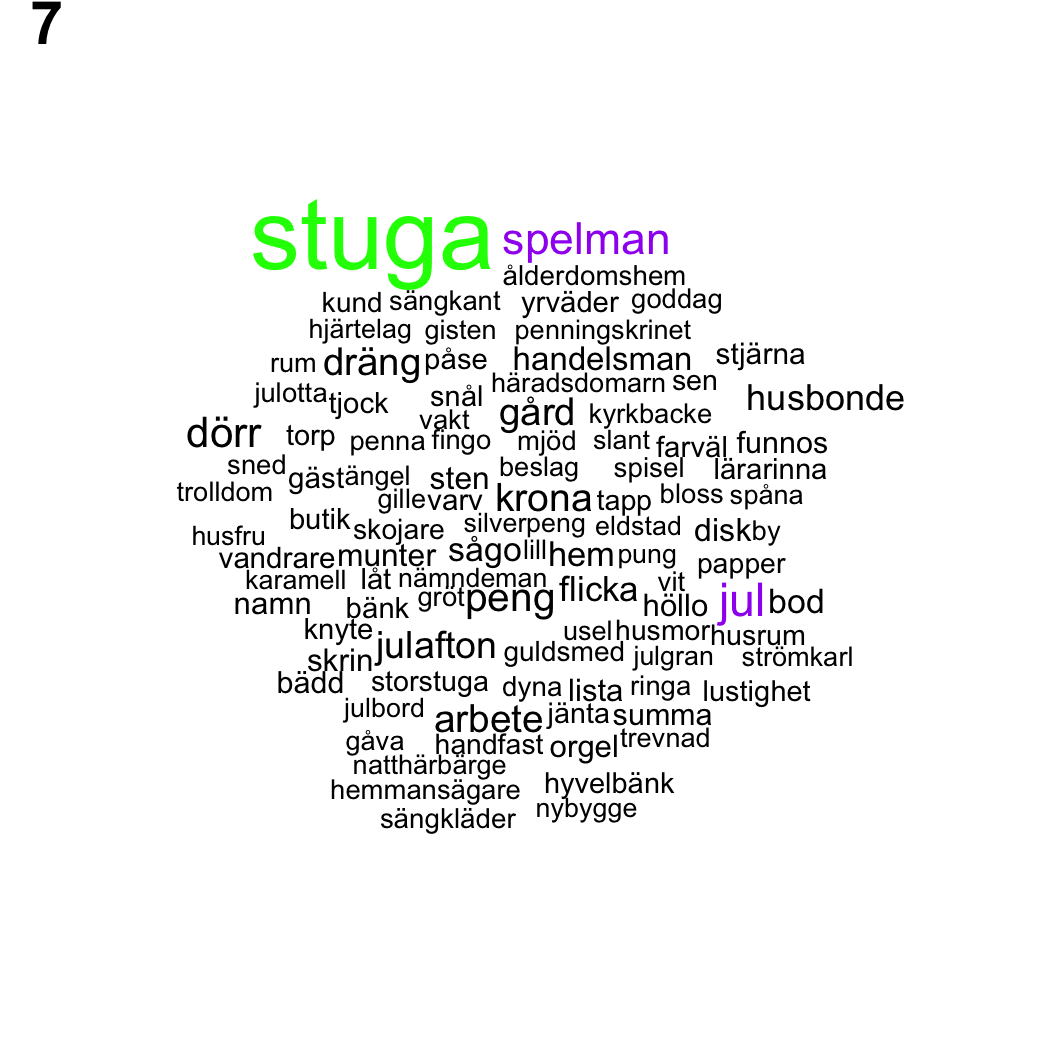 7
stuga spelman
ålderdomshem
kund sängkant yrväder goddag
hjärtelag gisten penningskrinet
rum dräng påse handelsman stjärna
häradsdomarn sen
julotta tjock snål gård kyrkbacke husbonde
vakt
dörr torp penna fingo mjöd slant farväl funnos
sned gäst ängel sten beslag spisel lärarinna
trolldom gille varv krona tapp bloss spåna
husfru butik skojare silverpeng eldstad disk by
vandrare munter sågo lill hem pung papper
karamell låt nämndeman flicka vit
namn bänk gröt peng höllo jul bod
knyte julafton usel husmor husrum
skrin guldsmed julgran strömkarl
bädd storstuga dyna lista ringa lustighet
julbord arbete jänta summa
gåva handfast orgel trevnad
natthärbärge
hemmansägare hyvelbänk
sängkläder nybygge